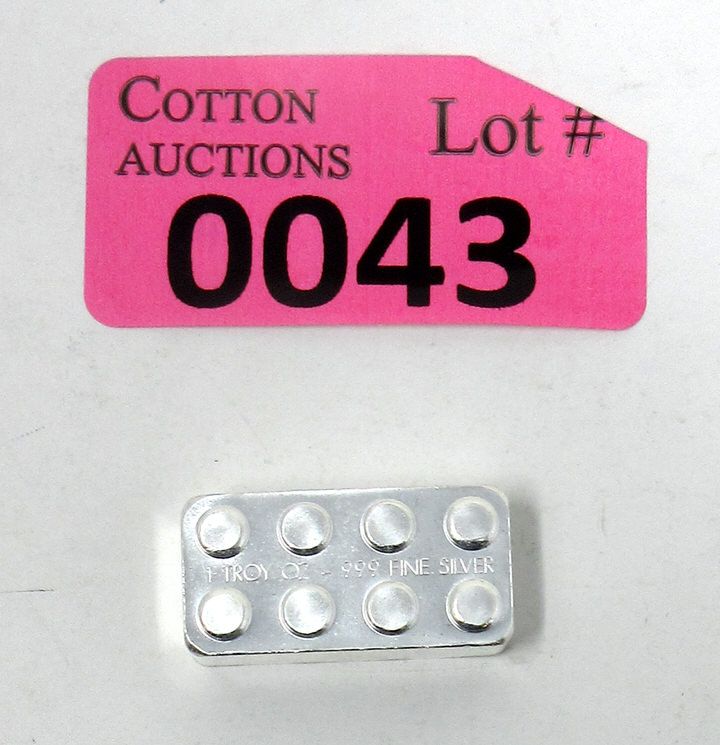 COTTON
AUCTIONS
Lot #
0043
1 TROY OZ - 999 FINE SILVER